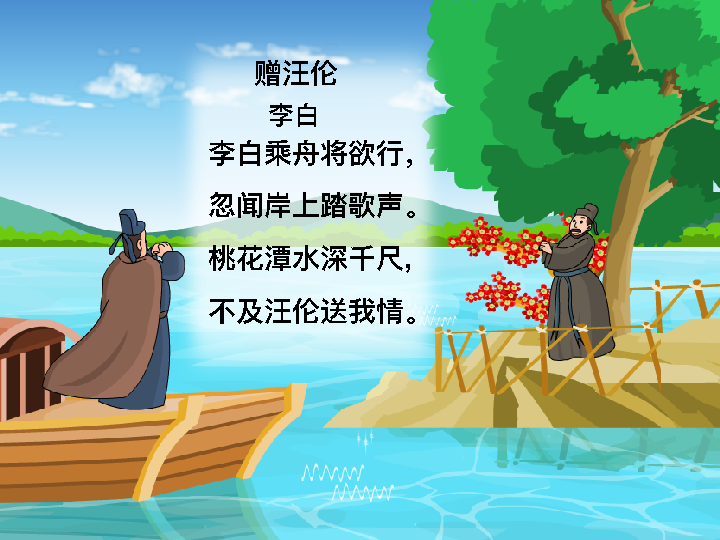 赠汪伦
李白
李白乘舟将欲行，
忽闻岸上踏歌声。
桃花潭水深千尺，
不及汪伦送我情。